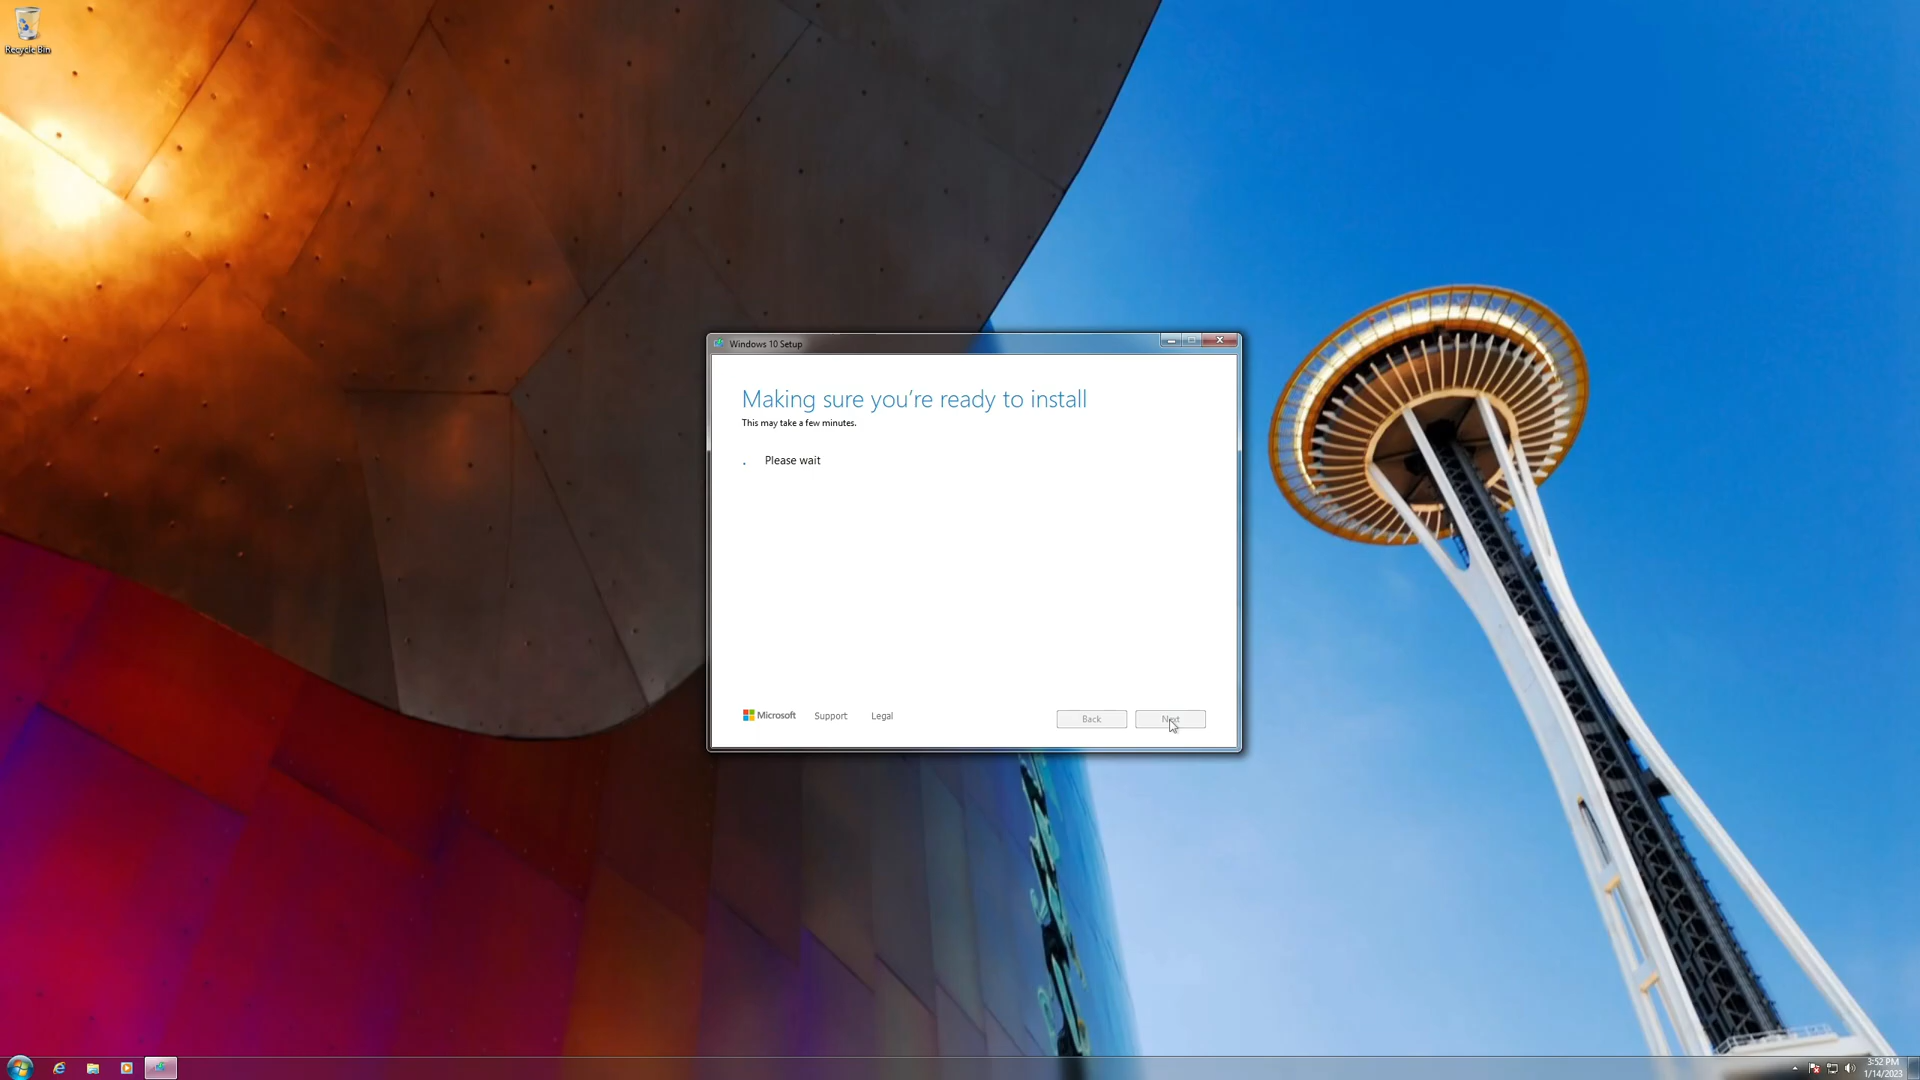 Recycle Bin
Windows 10 Setup
Making sure you're ready to install
This may take a few minutes.
Please wait
Microsoft
Support
Legal
Back
Next
3:52 PM
1/14/2023